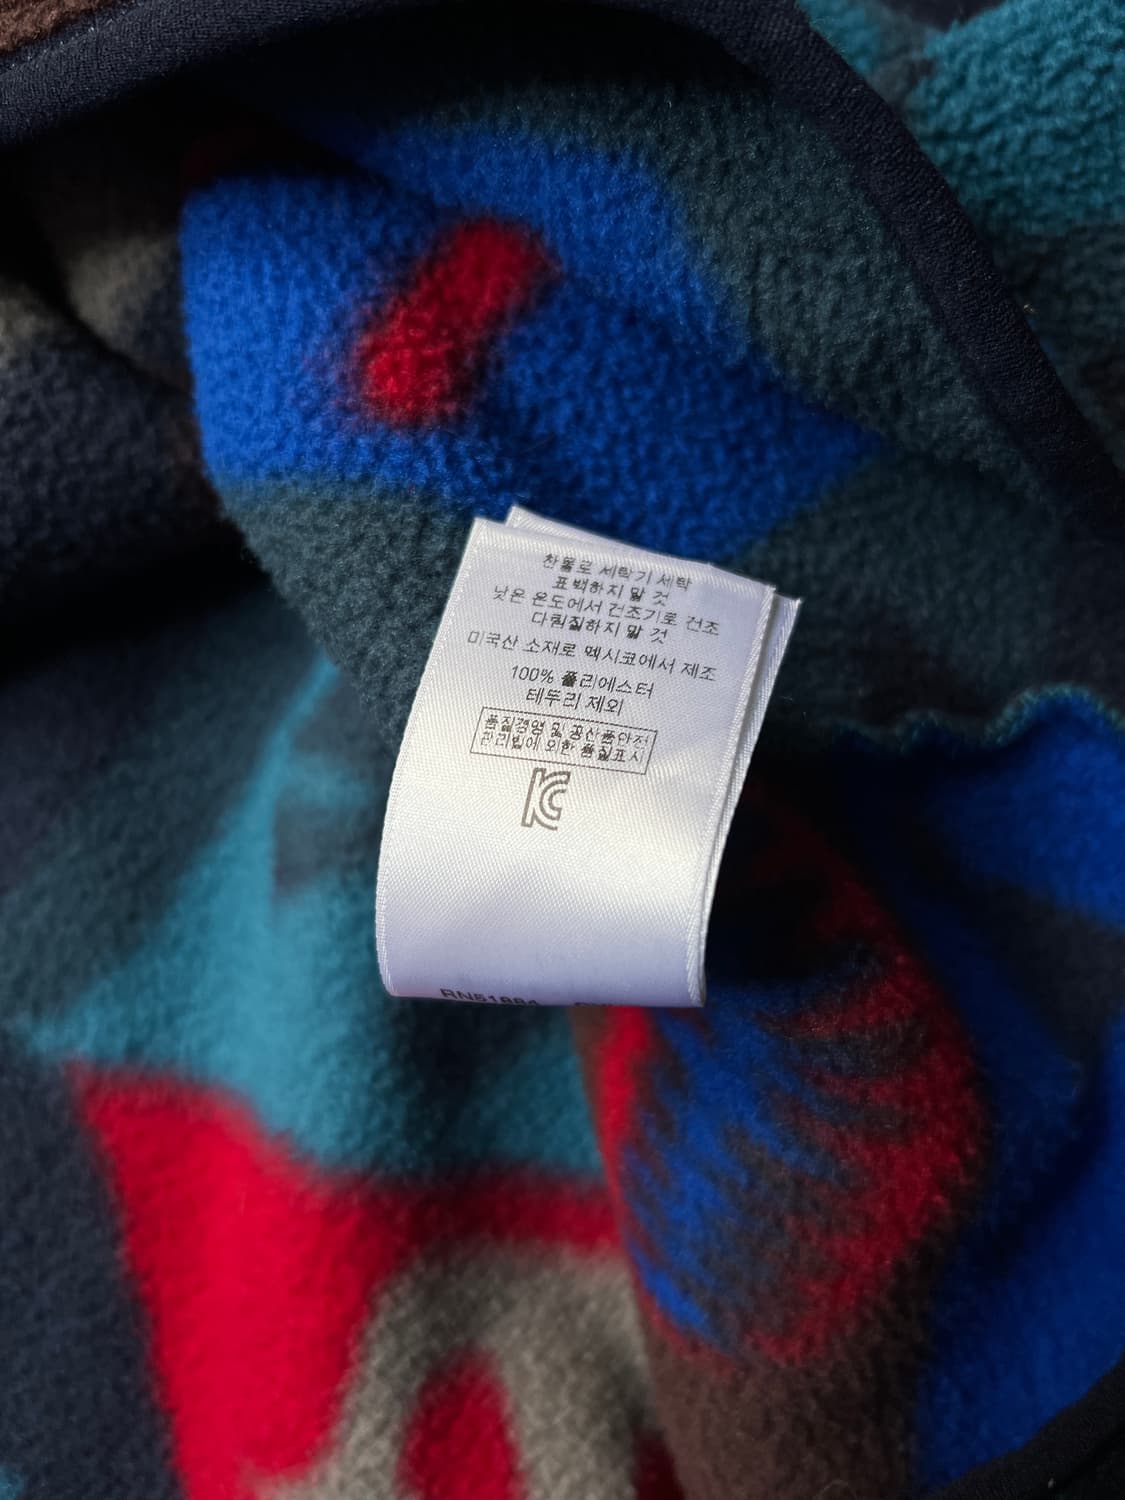 찬물로 세탁기 세탁
표백하지 말 것
낮은 온도에서 건조기로 건조
다림질하지 말 것
미국산 소재로 멕시코에서 제조
100% 폴리에스터
테두리 제외
품질경영 및 공산품안전
관리법에 의한 품질표시
KC
RN51884